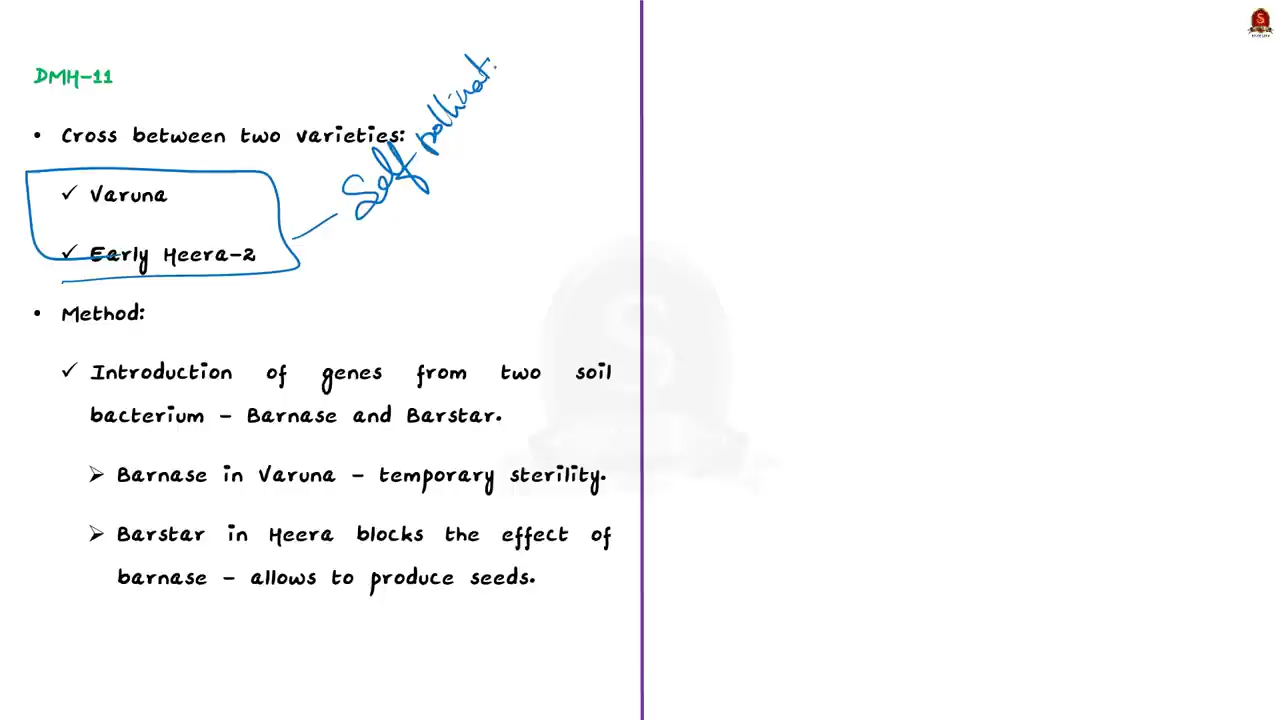 DMH-11
• Cross between two varieties:
✓ Varuna
✓ Early Heera-2
Self pollinat
• Method:
✓ Introduction of genes from two soil
bacterium - Barnase and Barstar.
➢ Barnase in Varuna - temporary sterility.
➢ Barstar in Heera blocks the effect of
barnase - allows to produce seeds.